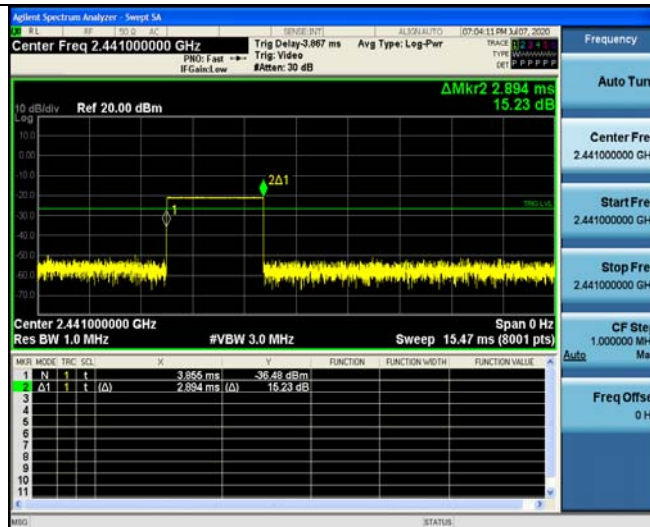 Agilent Spectrum Analyzer - Swept SA
RL RF 50 Ω AC SENSE:INT ALIGN AUTO 07:04:11 PM Jul 07, 2020
Center Freq 2.441000000 GHz
PNO: Fast
IFGain:Low
Trig Delay-3.867 ms
Trig: Video
#Atten: 30 dB
Avg Type: Log-Pwr
TRACE 1 2 3 4 5 6
TYPE
DET P P P P P P
ΔMkr2 2.894 ms
15.23 dB
10 dB/div Ref 20.00 dBm
Log
10.0
0.00
-10.0
-20.0
-30.0
-40.0
-50.0
-60.0
-70.0
2Δ1
1
TRIG LVL
Center 2.441000000 GHz Span 0 Hz
Res BW 1.0 MHz #VBW 3.0 MHz Sweep 15.47 ms (8001 pts)
MKR MODE TRC SCL X Y FUNCTION FUNCTION WIDTH FUNCTION VALUE
1 N 1 t 3.855 ms -36.48 dBm
2 Δ1 1 t (Δ) 2.894 ms (Δ) 15.23 dB
3
4
5
6
7
8
9
10
11
MSG STATUS
Frequency
Auto Tun
Center Fre
2.441000000 GH
Start Fre
2.441000000 GH
Stop Fre
2.441000000 GH
CF Ste
1.000000 MH
Auto Ma
Freq Offse
0 H